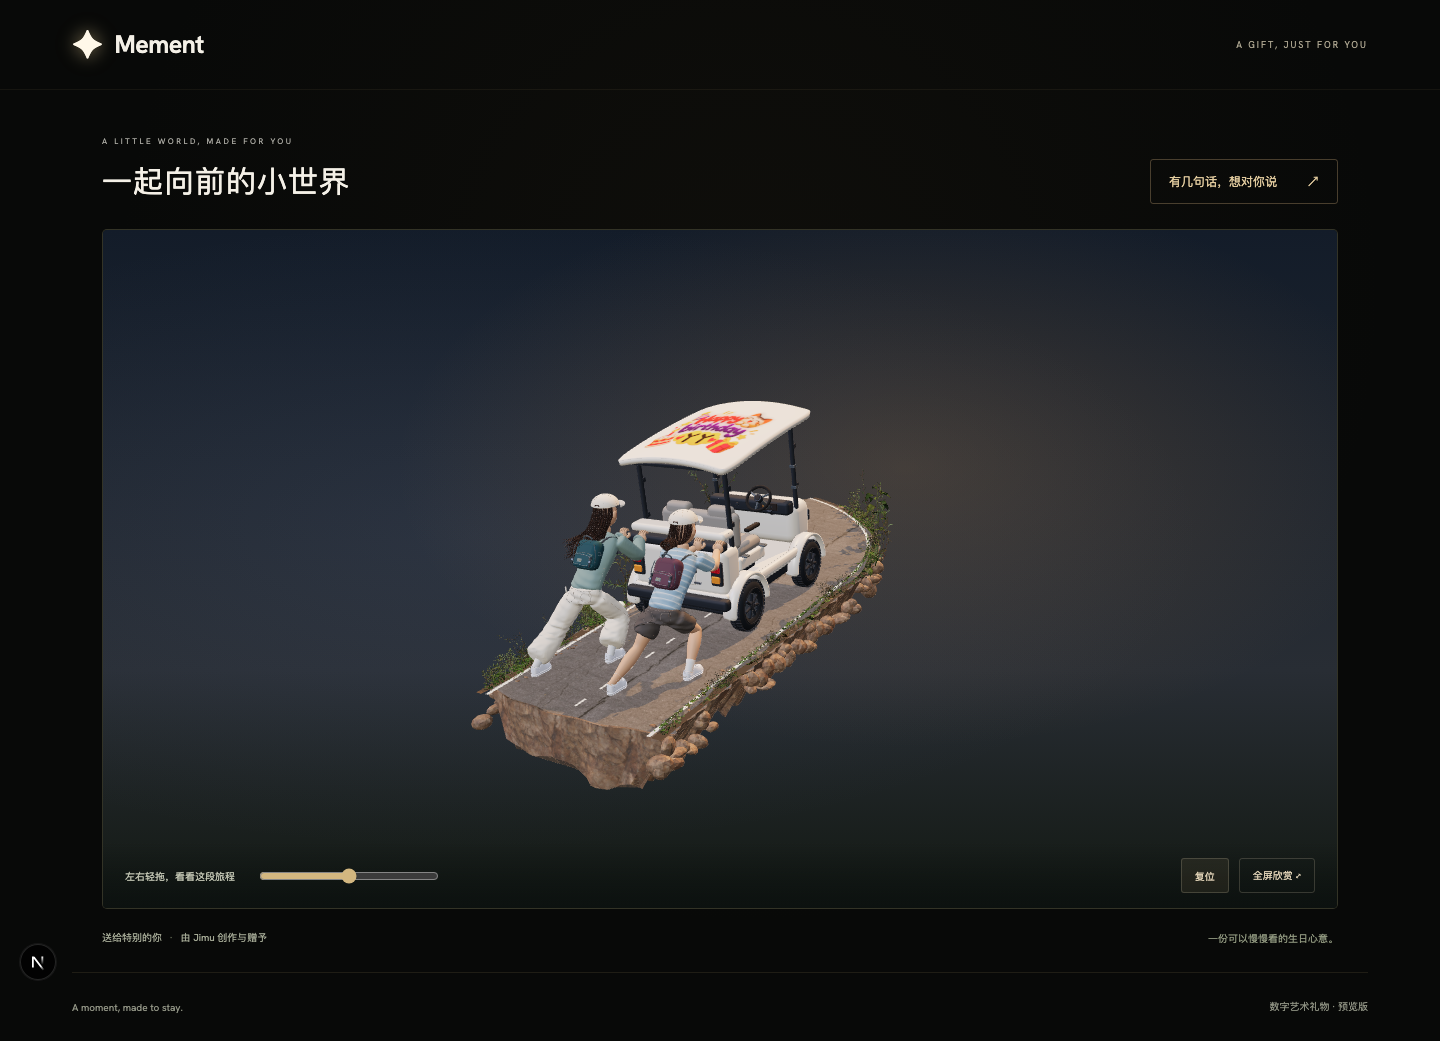 Mement
A GIFT, JUST FOR YOU
A LITTLE WORLD, MADE FOR YOU
一起向前的小世界
有几句话，想对你说 ↗
Happy
birthday
YY
左右轻拖，看看这段旅程
复位
全屏欣赏 ⤢
送给特别的你 · 由 Jimu 创作与赠予
一份可以慢慢看的生日心意。
N
A moment, made to stay.
数字艺术礼物 · 预览版